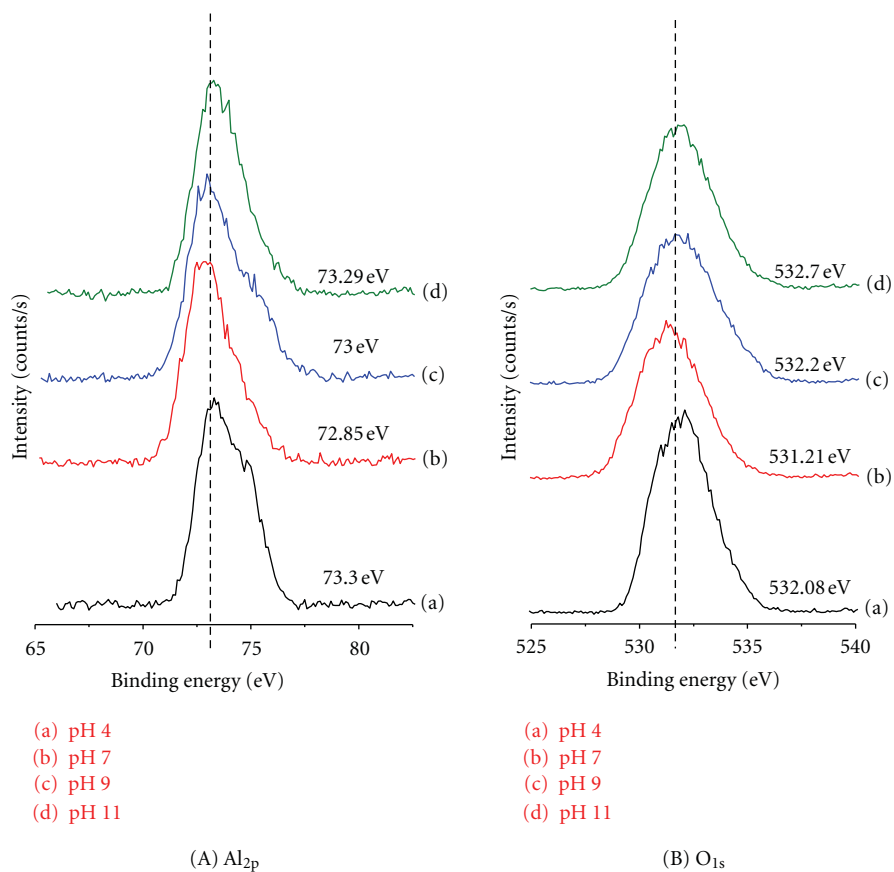 Intensity (counts/s)
73.29 eV
(d)
73 eV
(c)
72.85 eV
(b)
73.3 eV
(a)
65 70 75 80
Binding energy (eV)
(a) pH 4
(b) pH 7
(c) pH 9
(d) pH 11
(A) Al2p
Intensity (counts/s)
532.7 eV
(d)
532.2 eV
(c)
531.21 eV
(b)
532.08 eV
(a)
525 530 535 540
Binding energy (eV)
(a) pH 4
(b) pH 7
(c) pH 9
(d) pH 11
(B) O1s